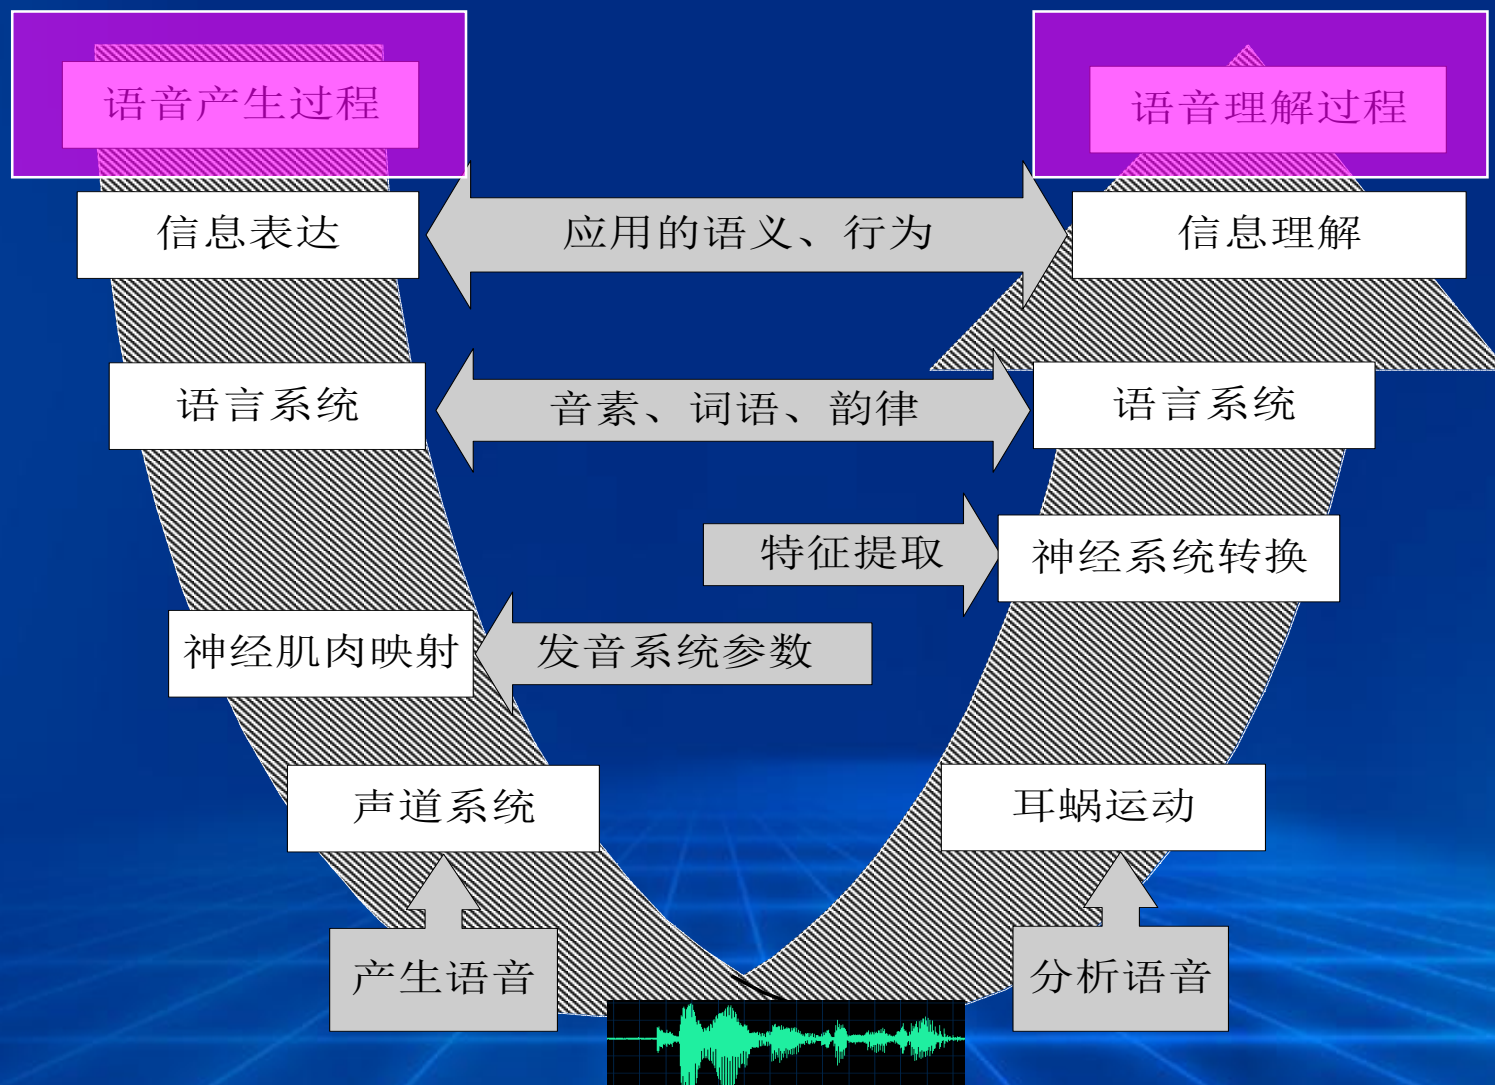 语音产生过程
语音理解过程
信息表达
应用的语义、行为
信息理解
语言系统
音素、词语、韵律
语言系统
特征提取
神经系统转换
神经肌肉映射
发音系统参数
声道系统
耳蜗运动
产生语音
分析语音